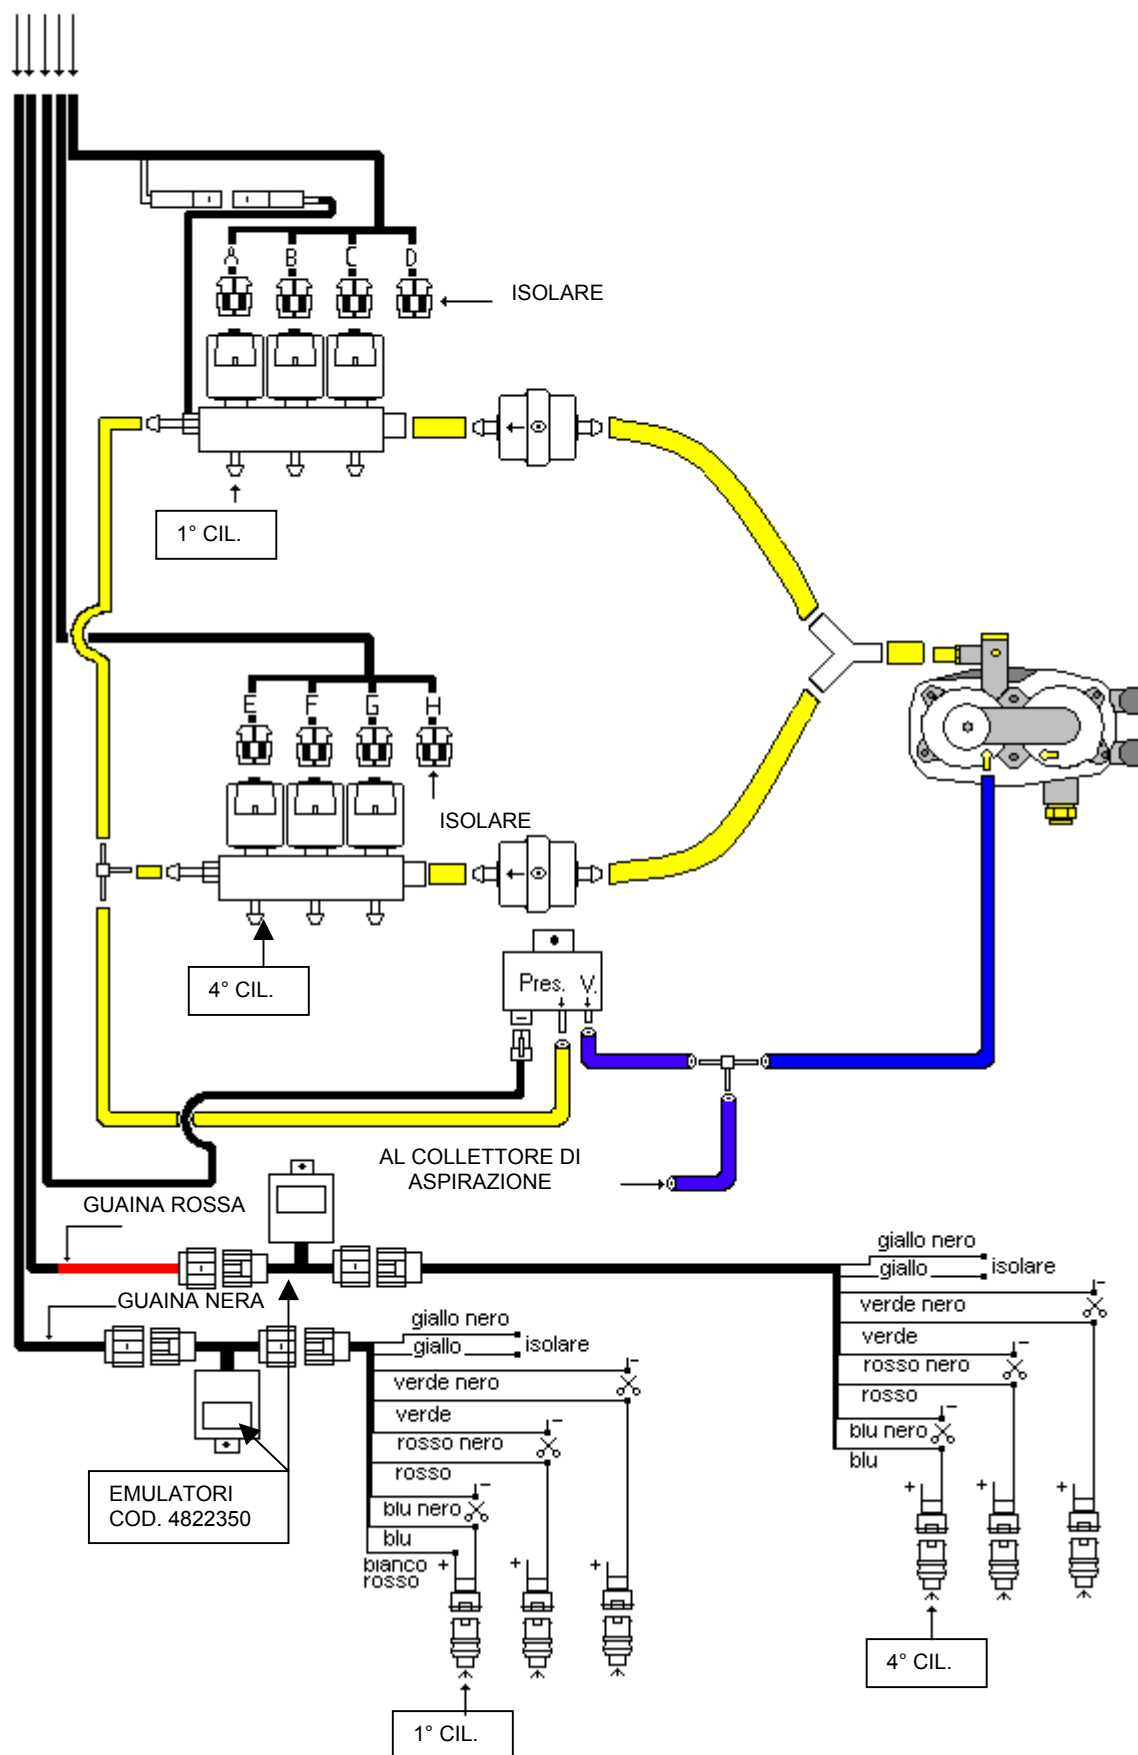 A B C D
ISOLARE
1° CIL.
E F G H
ISOLARE
4° CIL.
Pres. V.
AL COLLETTORE DI
ASPIRAZIONE
GUAINA ROSSA
GUAINA NERA
giallo nero
giallo
isolare
verde nero
verde
rosso nero
rosso
blu nero
blu
giallo nero
giallo
isolare
verde nero
verde
rosso nero
rosso
blu nero
blu
bianco
rosso
EMULATORI
COD. 4822350
+ + +
+ + +
4° CIL.
1° CIL.